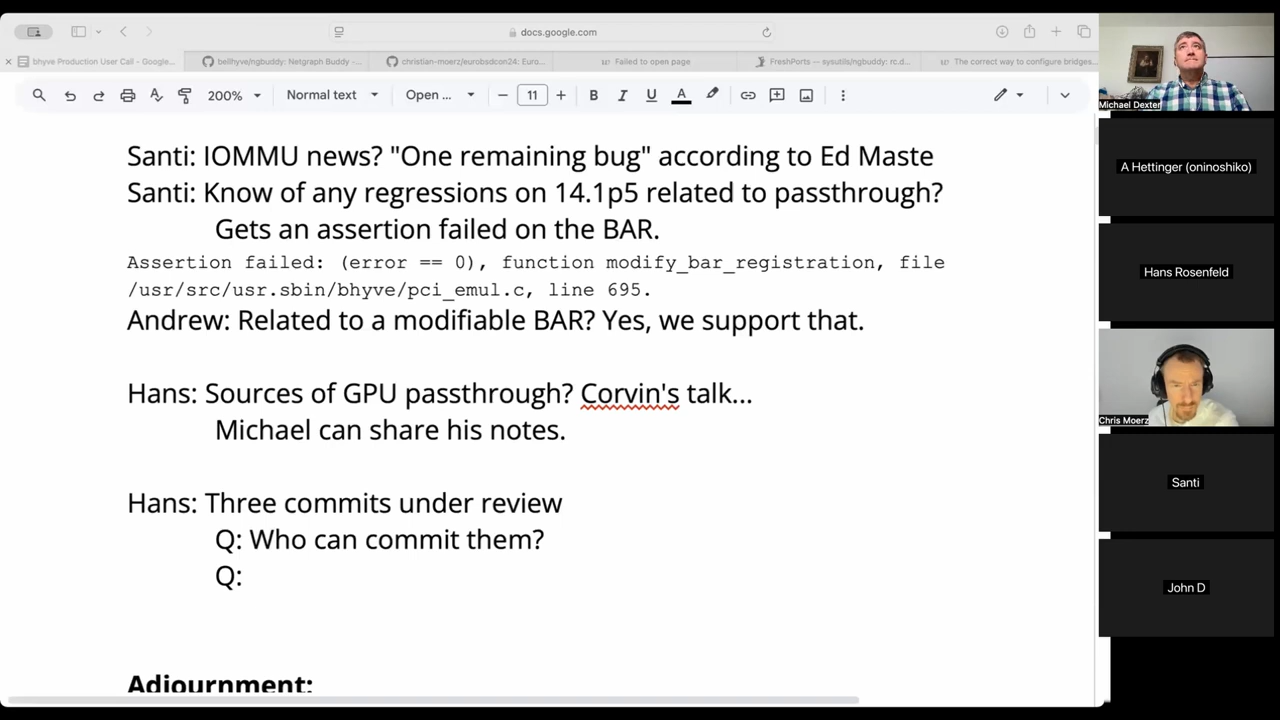 docs.google.com
bhyve Production User Call - Google...
bellhyve/ngbuddy: Netgraph Buddy -...
christian-moerz/eurobsdcon24: Euro...
Failed to open page
FreshPorts -- sysutils/ngbuddy: rc.d...
The correct way to configure bridges...
200%
Normal text
Open ...
11
B
I
U
A
Santi: IOMMU news? "One remaining bug" according to Ed Maste
Santi: Know of any regressions on 14.1p5 related to passthrough?
Gets an assertion failed on the BAR.
Assertion failed: (error == 0), function modify_bar_registration, file
/usr/src/usr.sbin/bhyve/pci_emul.c, line 695.
Andrew: Related to a modifiable BAR? Yes, we support that.
Hans: Sources of GPU passthrough? Corvin's talk...
Michael can share his notes.
Hans: Three commits under review
Q: Who can commit them?
Q:
Adjournment:
Michael Dexter
A Hettinger (oninoshiko)
Hans Rosenfeld
Chris Moerz
Santi
John D